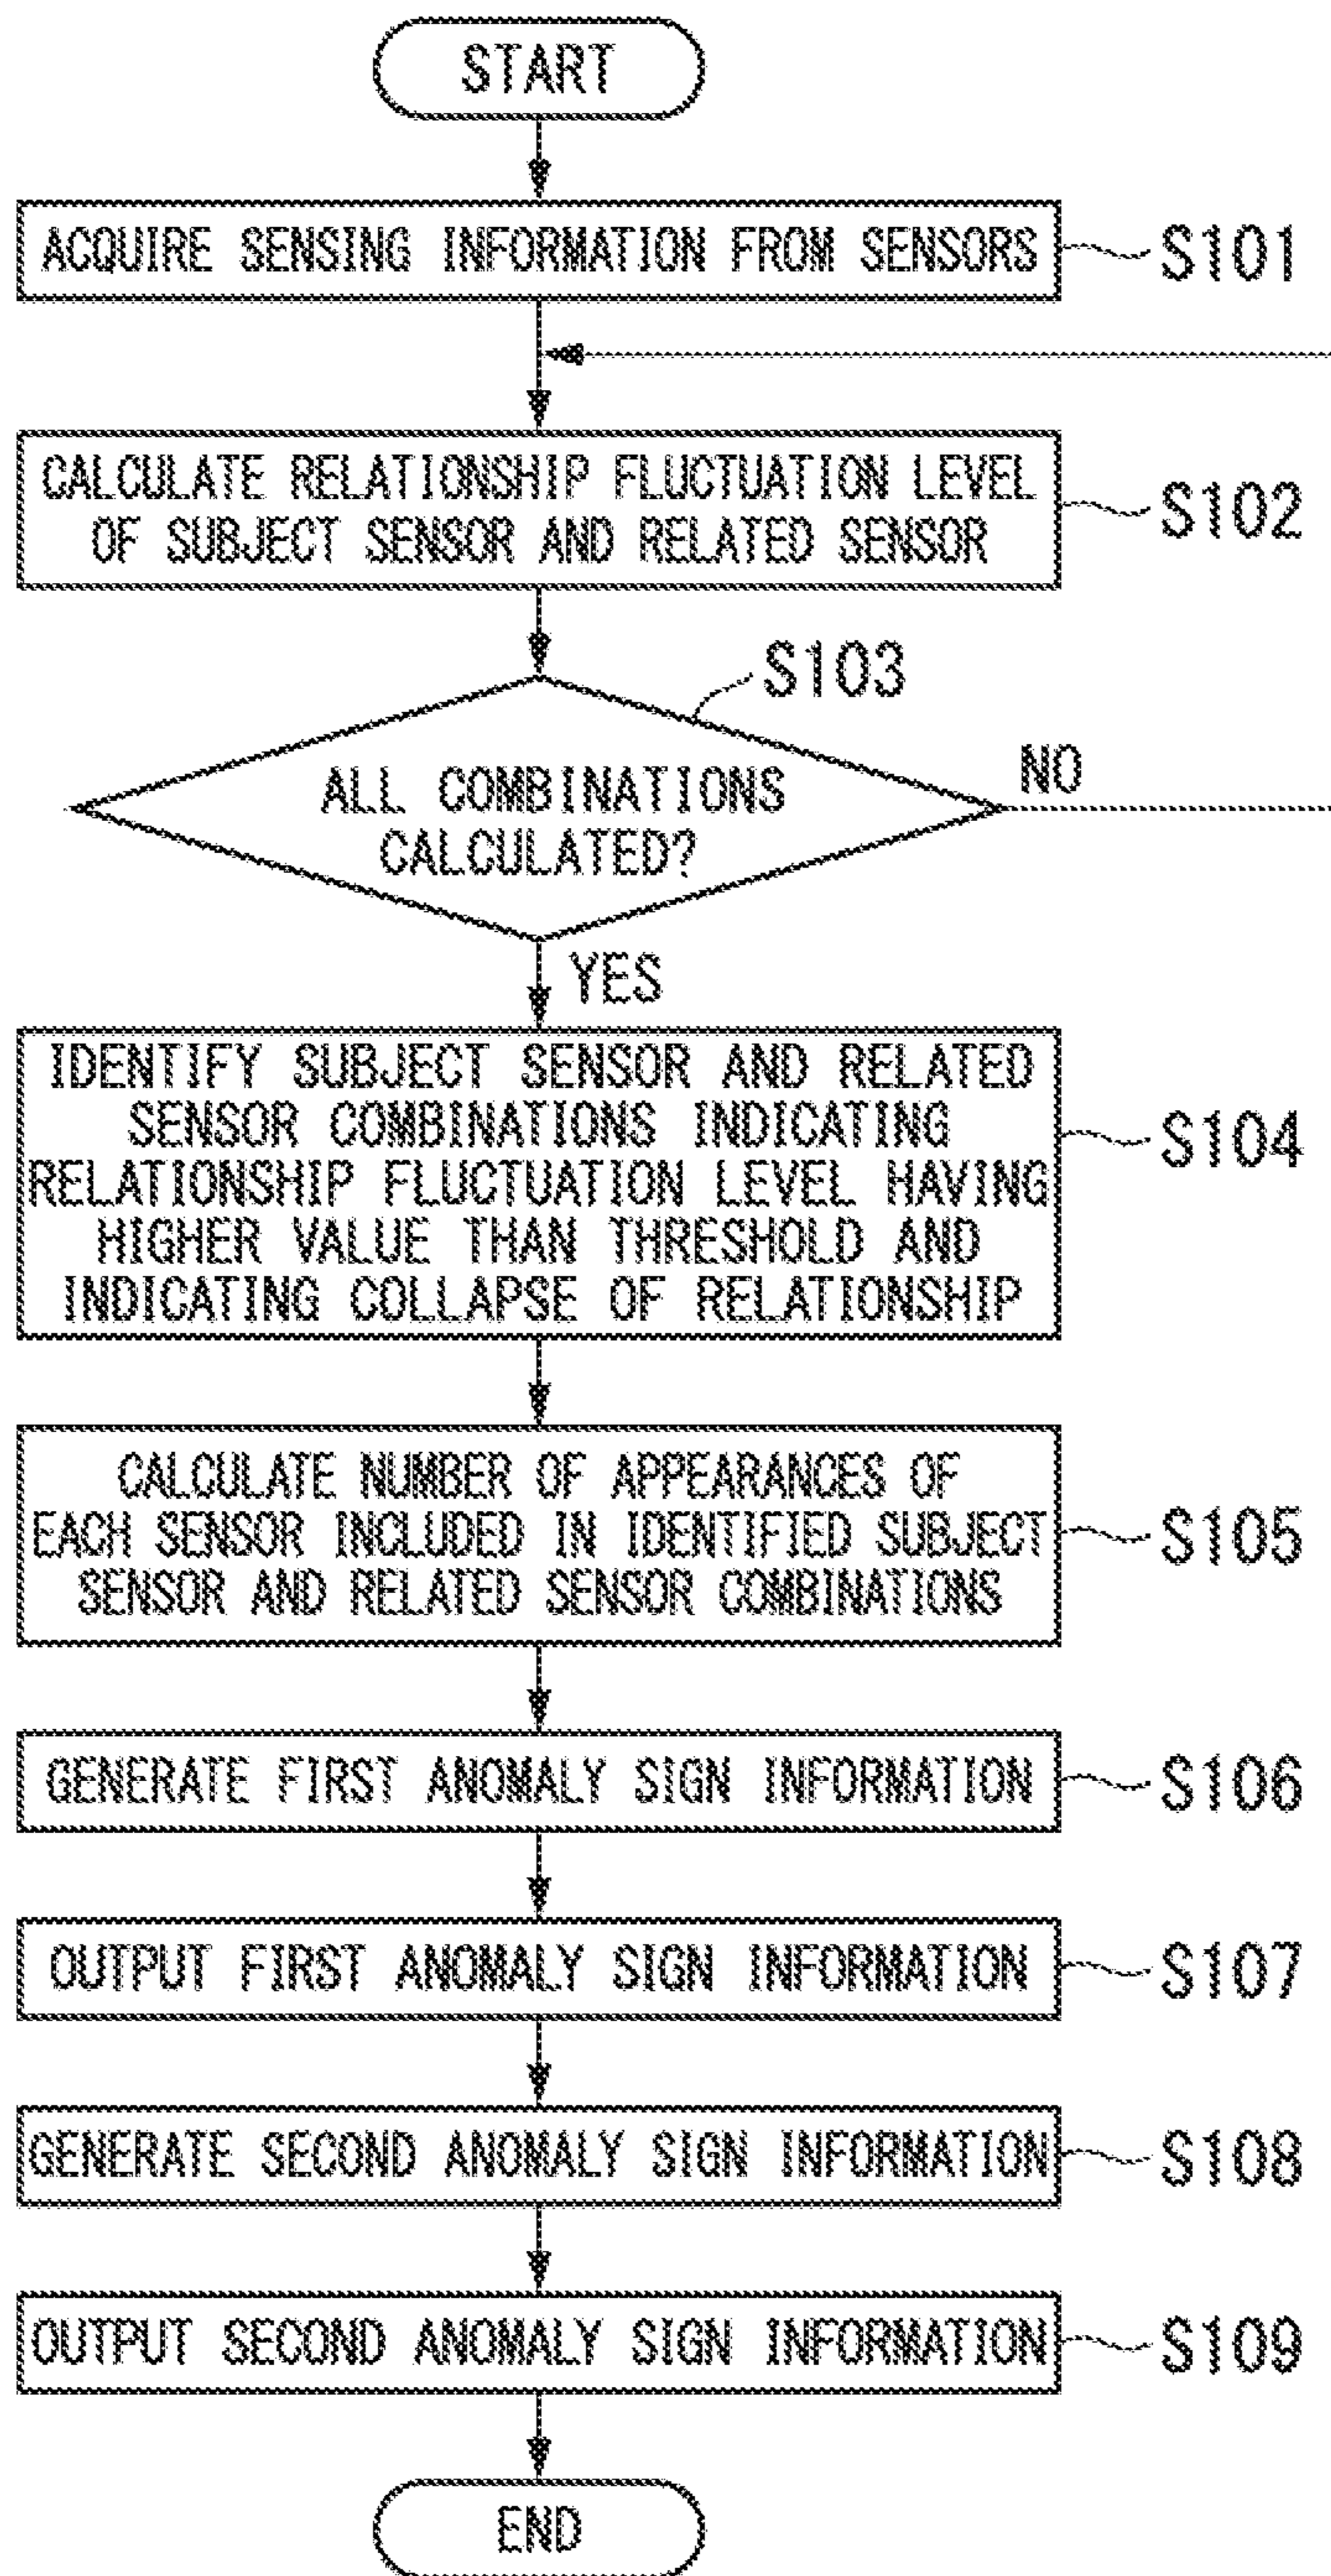 START
ACQUIRE SENSING INFORMATION FROM SENSORS
S101
CALCULATE RELATIONSHIP FLUCTUATION LEVEL
OF SUBJECT SENSOR AND RELATED SENSOR
S102
S103
ALL COMBINATIONS
CALCULATED?
NO
YES
IDENTIFY SUBJECT SENSOR AND RELATED
SENSOR COMBINATIONS INDICATING
RELATIONSHIP FLUCTUATION LEVEL HAVING
HIGHER VALUE THAN THRESHOLD AND
INDICATING COLLAPSE OF RELATIONSHIP
S104
CALCULATE NUMBER OF APPEARANCES OF
EACH SENSOR INCLUDED IN IDENTIFIED SUBJECT
SENSOR AND RELATED SENSOR COMBINATIONS
S105
GENERATE FIRST ANOMALY SIGN INFORMATION
S106
OUTPUT FIRST ANOMALY SIGN INFORMATION
S107
GENERATE SECOND ANOMALY SIGN INFORMATION
S108
OUTPUT SECOND ANOMALY SIGN INFORMATION
S109
END